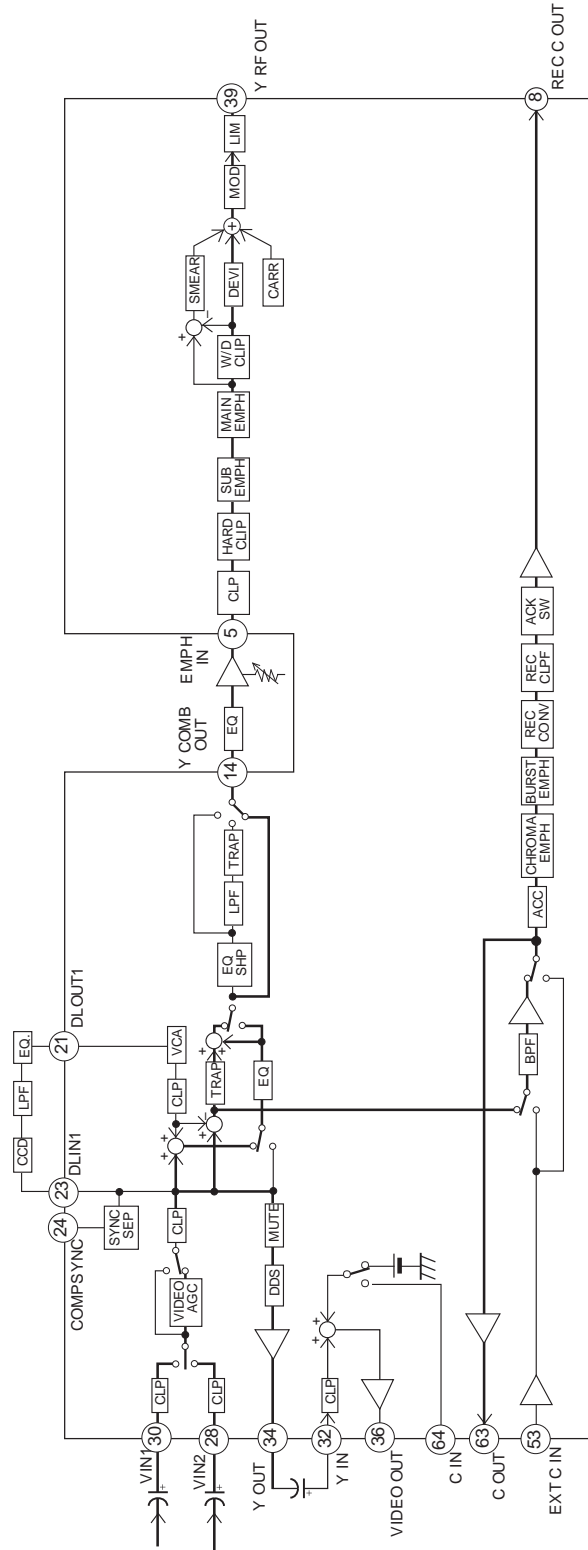 VIN1
30
CLP
VIN2
28
CLP
VIDEO
AGC
CLP
COMPSYNC
24
SYNC
SEP
DLIN1
23
CCD
LPF
EQ.
DLOUT1
21
VCA
CLP
+
+
+
−
TRAP
+
+
EQ
MUTE
DDS
Y OUT
34
+
Y IN
32
CLP
+
+
VIDEO OUT
36
C IN
64
C OUT
63
EXT C IN
53
EQ
SHP
LPF
TRAP
Y COMB
OUT
14
EQ
EMPH
IN
5
CLP
HARD
CLIP
SUB
EMPH
MAIN
EMPH
W/D
CLIP
+
−
SMEAR
DEVI
CARR
+
MOD
LIM
39
Y RF OUT
BPF
ACC
CHROMA
EMPH
BURST
EMPH
REC
CONV
REC
CLPF
ACK
SW
8
REC C OUT
+
+